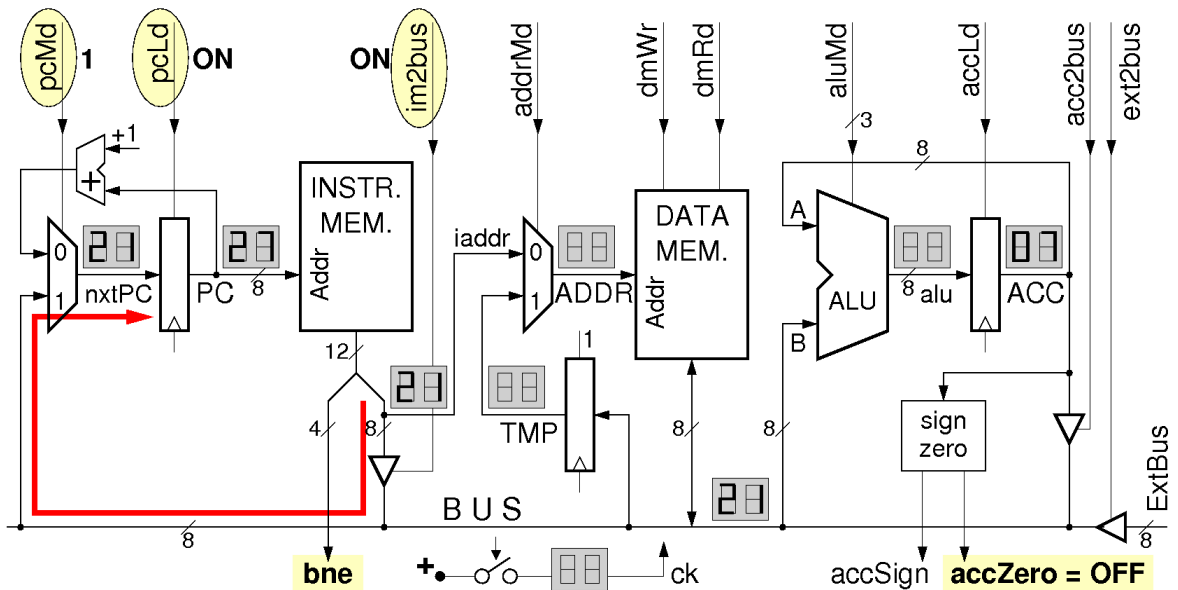 pcMd
1
pcLd
ON
ON
im2bus
addrMd
dmWr
dmRd
aluMd
accLd
acc2bus
ext2bus
+1
+
3
8
INSTR.
MEM.
Addr
DATA
MEM.
Addr
A
B
ALU
0
1
21
nxtPC
27
PC
8
iaddr
0
1
ADDR
8
alu
07
ACC
12
4
8
21
1
TMP
8
8
sign
zero
21
BUS
8
ExtBus
8
bne
+
ck
accSign
accZero = OFF